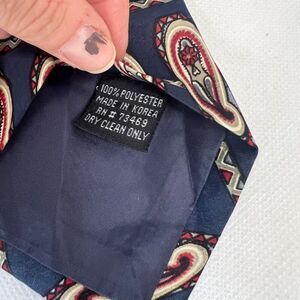 100% POLYESTER
MADE IN KOREA
RN # 73469
DRY CLEAN ONLY